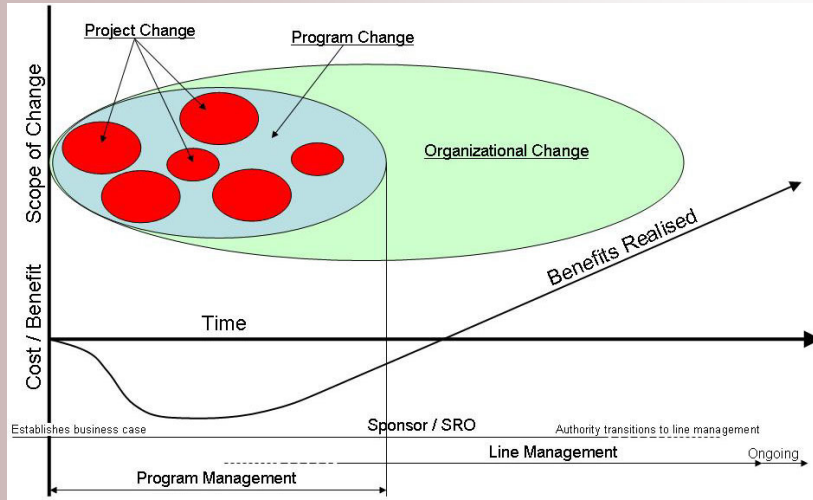 Project Change
Program Change
Scope of Change
Organizational Change
Benefits Realised
Cost / Benefit
Time
Establishes business case
Sponsor / SRO
Authority transitions to line management
Line Management
Ongoing
Program Management